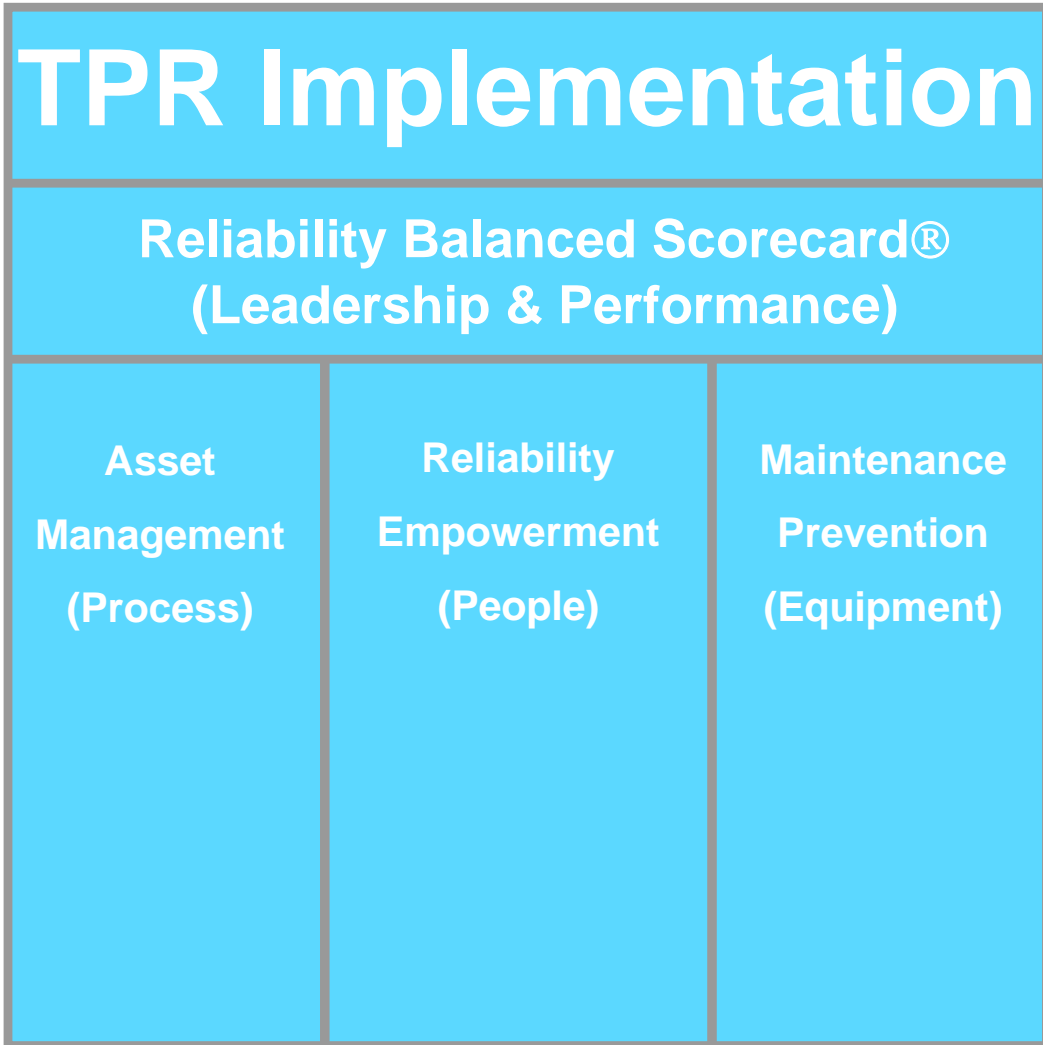 TPR Implementation
Reliability Balanced Scorecard®
(Leadership & Performance)
Asset
Management
(Process)
Reliability
Empowerment
(People)
Maintenance
Prevention
(Equipment)